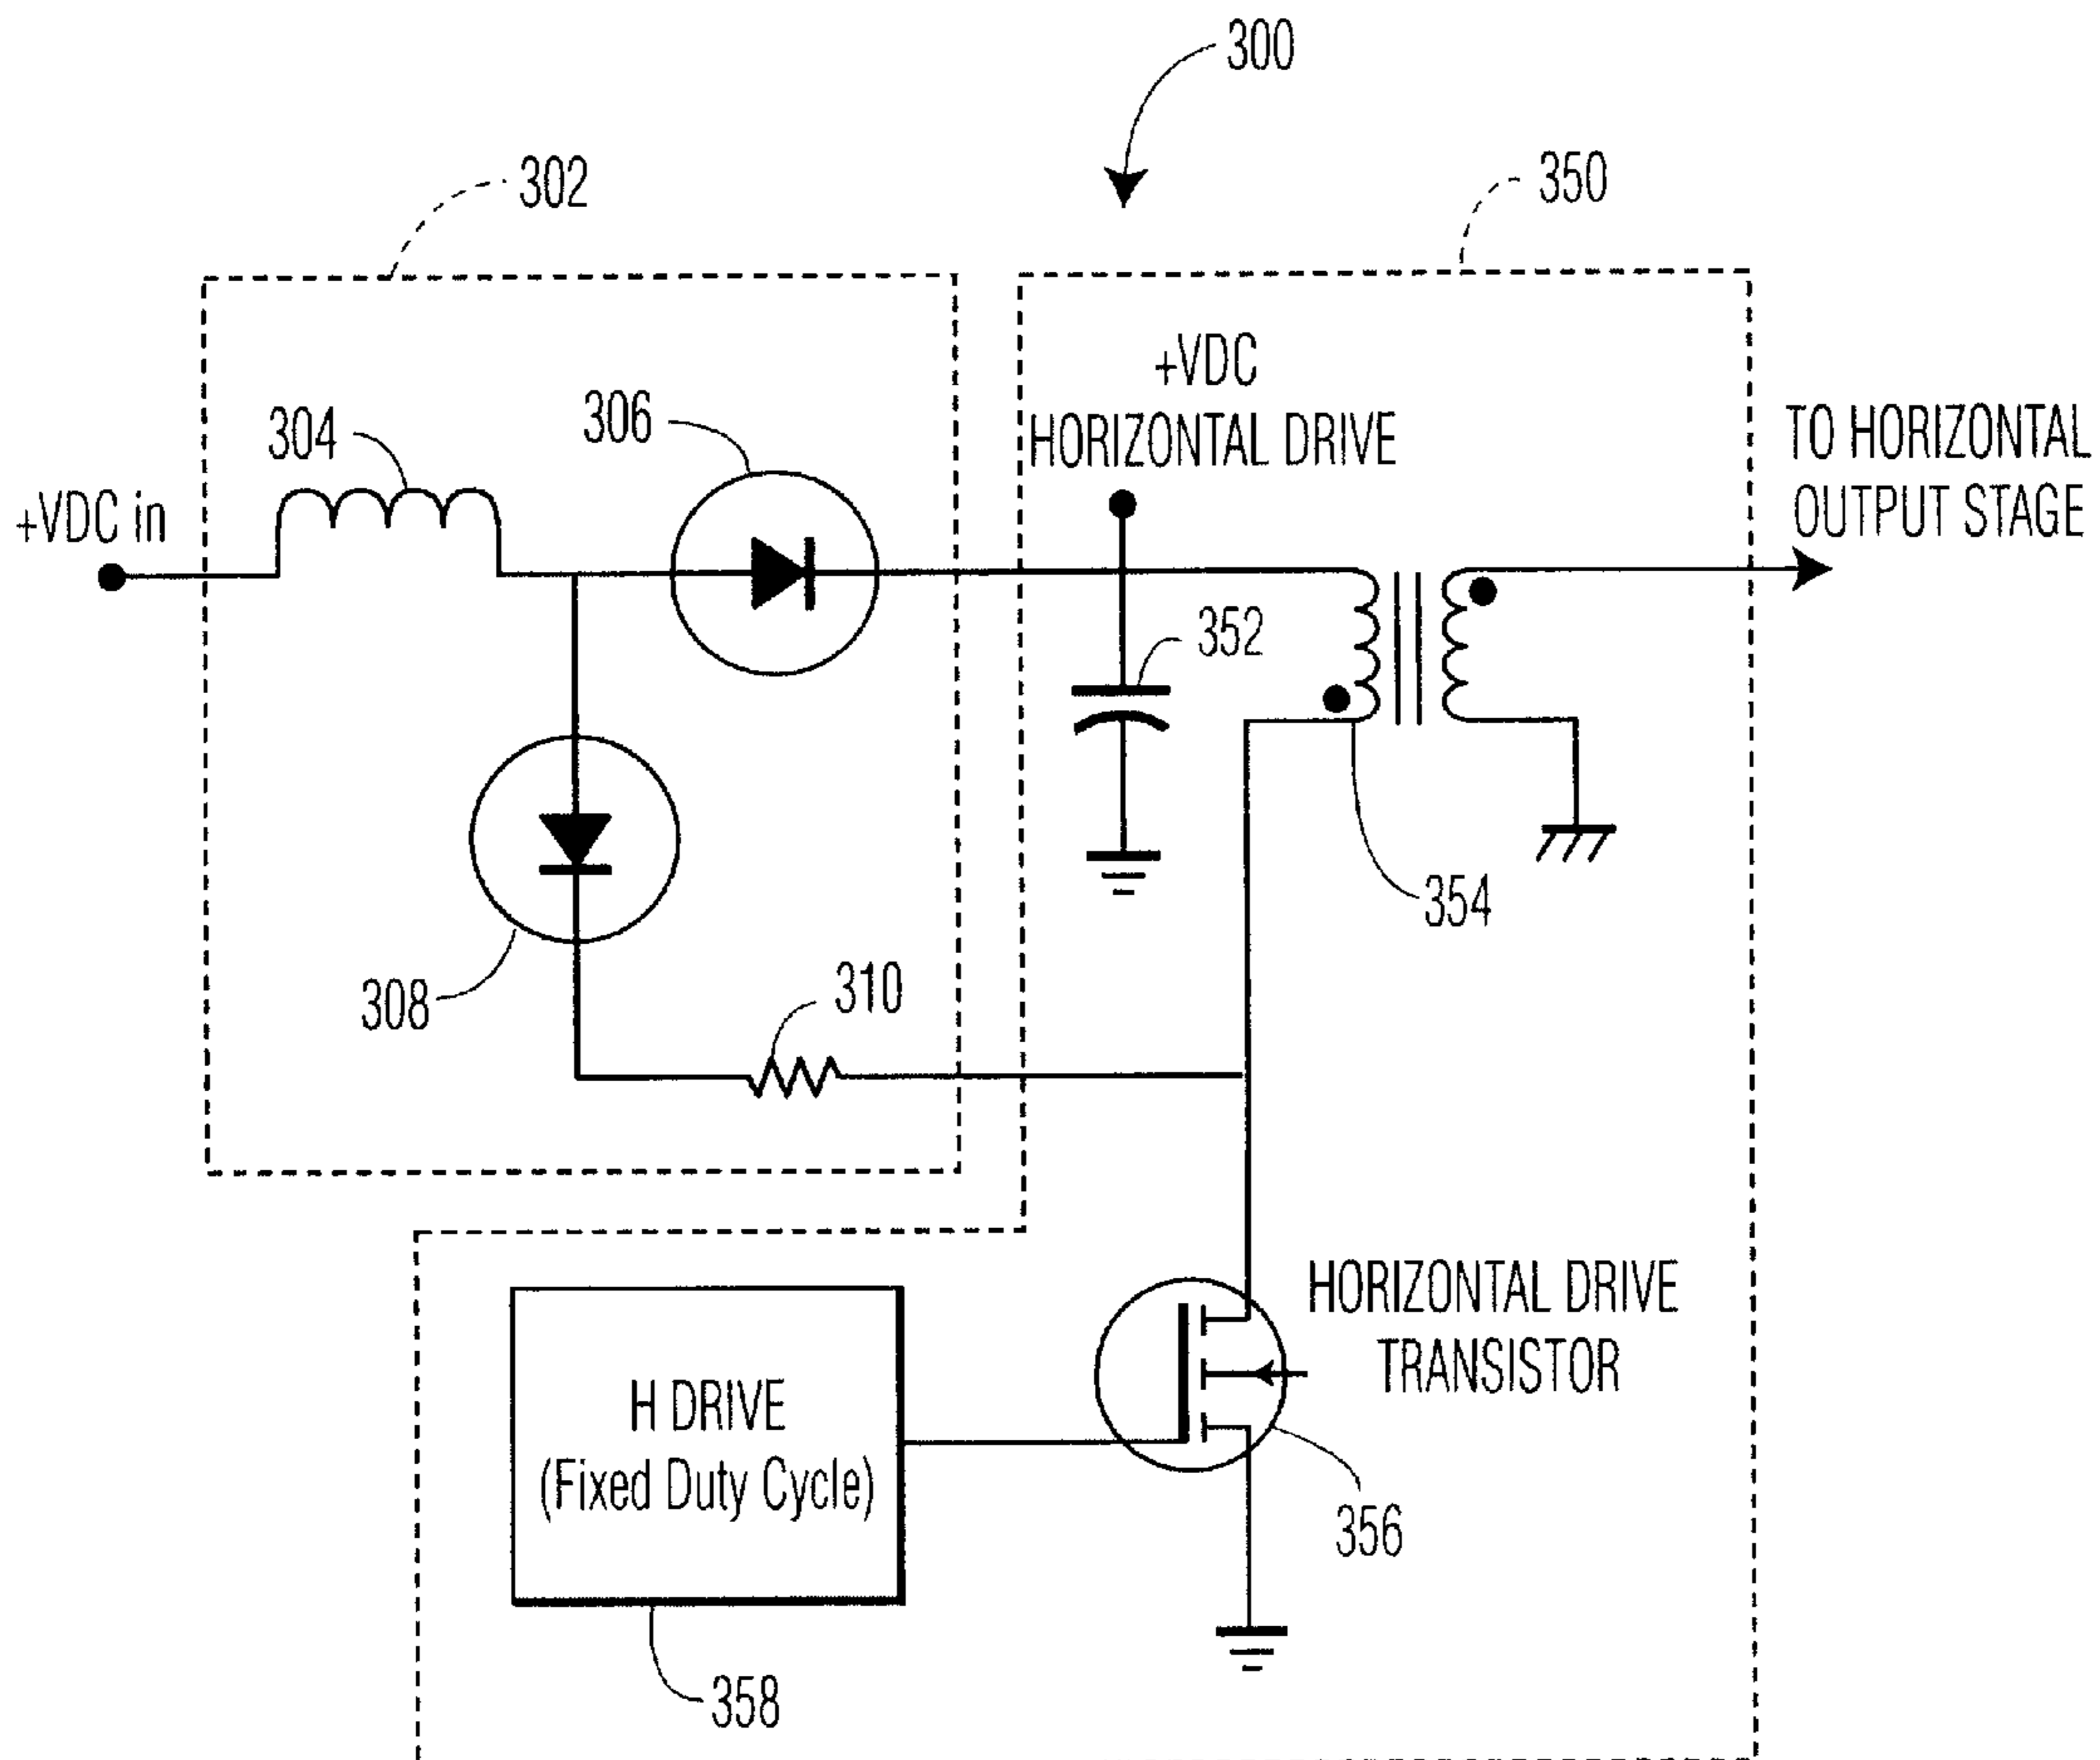 300
302
350
+VDC
HORIZONTAL DRIVE
304
306
TO HORIZONTAL
OUTPUT STAGE
+VDC in
352
354
308
310
HORIZONTAL DRIVE
TRANSISTOR
H DRIVE
(Fixed Duty Cycle)
356
358